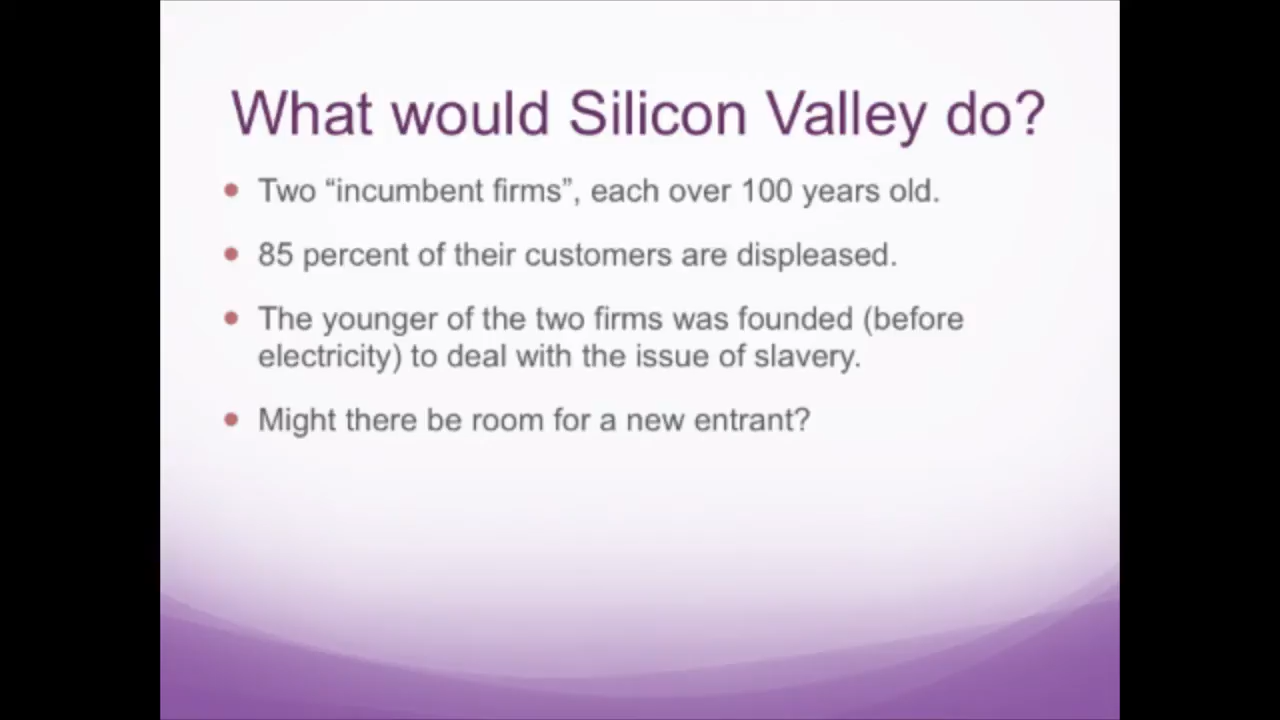 What would Silicon Valley do?
• Two “incumbent firms”, each over 100 years old.
• 85 percent of their customers are displeased.
• The younger of the two firms was founded (before
electricity) to deal with the issue of slavery.
• Might there be room for a new entrant?